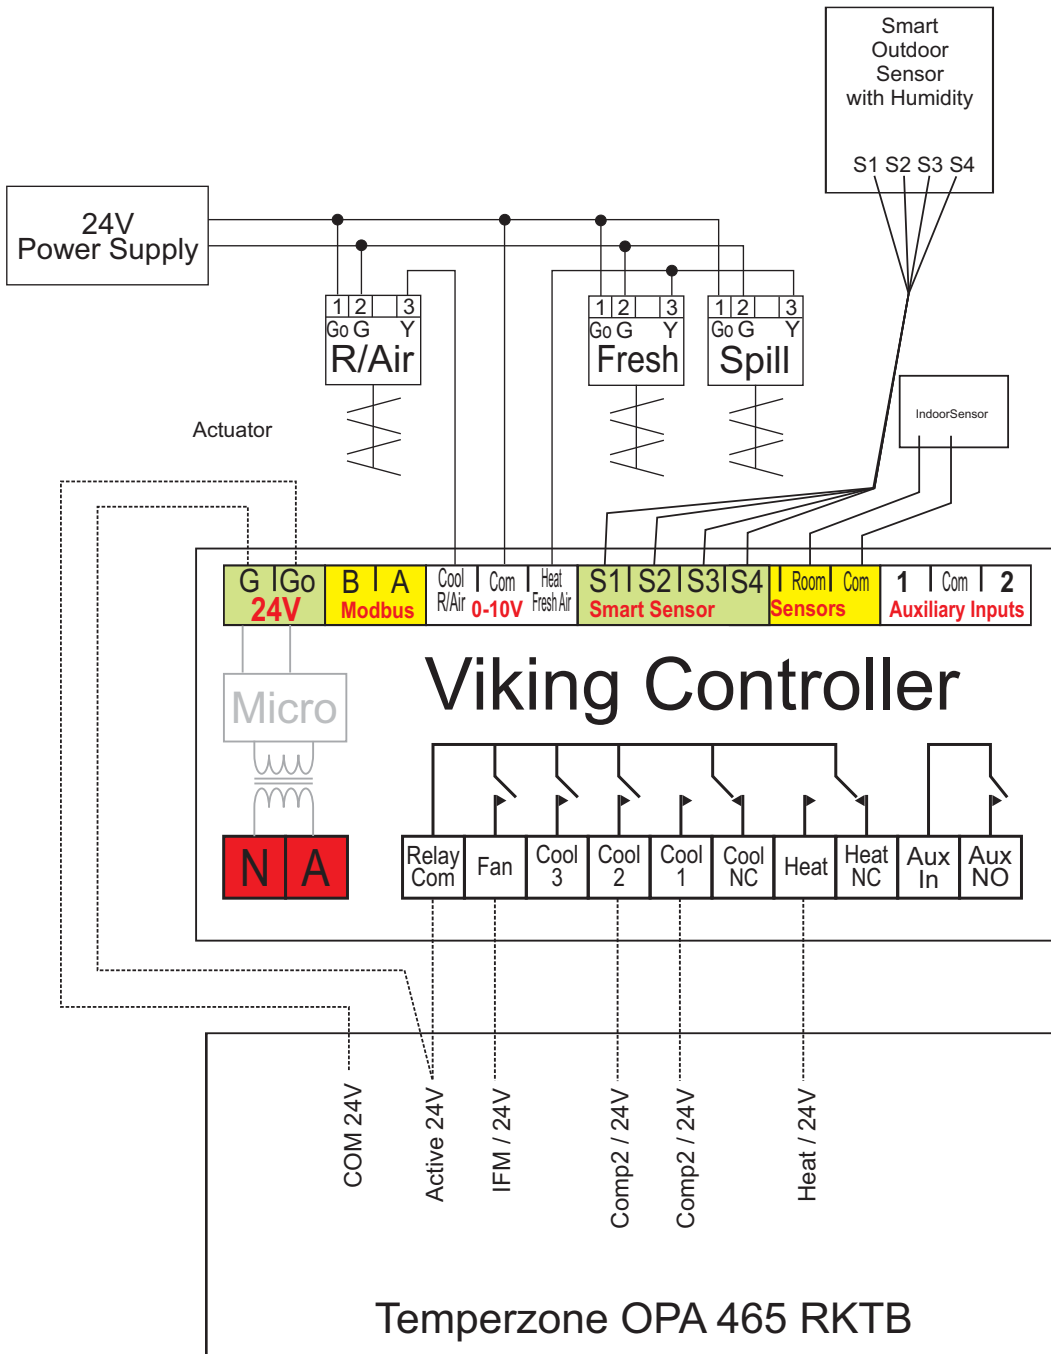 Smart
Outdoor
Sensor
with Humidity
S1 S2 S3 S4
24V
Power Supply
1 2 3
Go G Y
R/Air
1 2 3
Go G Y
Fresh
1 2 3
Go G Y
Spill
IndoorSensor
Actuator
G Go
24V
B A
Modbus
Cool
R/Air
Com
Heat
Fresh Air
0-10V
S1 S2 S3 S4
Smart Sensor
Room Com
Sensors
1 Com 2
Auxiliary Inputs
Viking Controller
Micro
N A
Relay
Com
Fan
Cool
3
Cool
2
Cool
1
Cool
NC
Heat
Heat
NC
Aux
In
Aux
NO
COM 24V
Active 24V
IFM / 24V
Comp2 / 24V
Comp2 / 24V
Heat / 24V
Temperzone OPA 465 RKTB